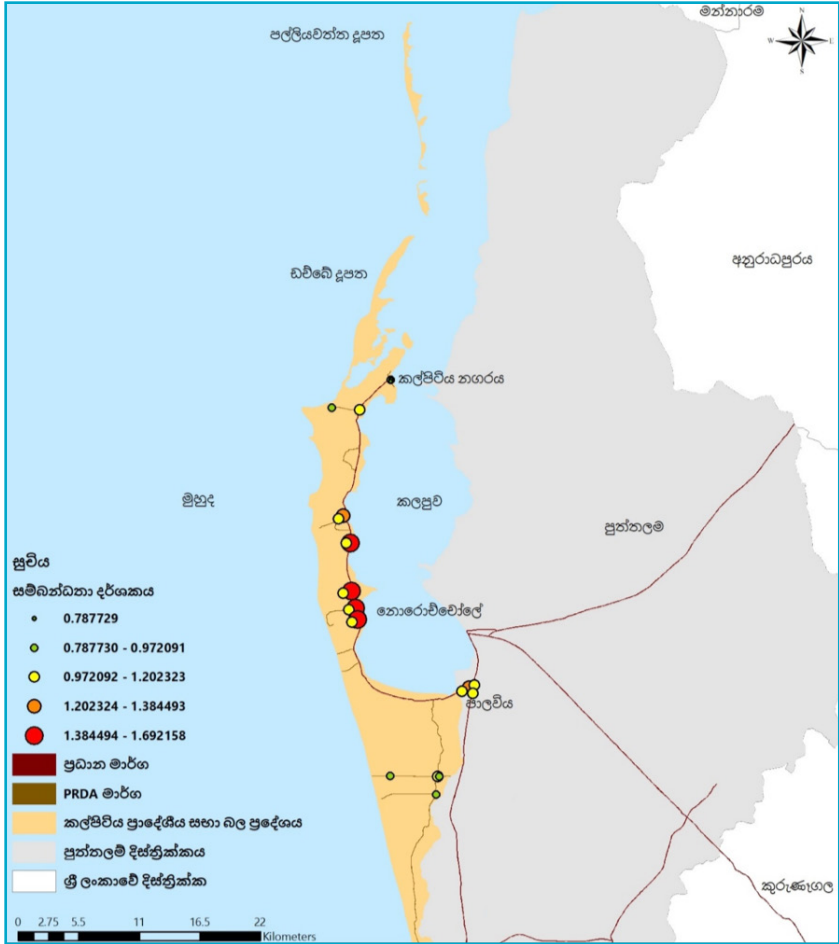 මන්නාරම
N
W
E
S
පල්ලියවත්ත දූපත
අනුරාධපුරය
ඩච්බේ දූපත
කල්පිටිය නගරය
මුහුද
කලපුව
පුත්තලම
නොරොච්චෝලේ
පාලවිය
කුරුණෑගල
සූචිය
සම්බන්ධතා දර්ශකය
0.787729
0.787730 - 0.972091
0.972092 - 1.202323
1.202324 - 1.384493
1.384494 - 1.692158
ප්‍රධාන මාර්ග
PRDA මාර්ග
කල්පිටිය ප්‍රාදේශීය සභා බල ප්‍රදේශය
පුත්තලම් දිස්ත්‍රික්කය
ශ්‍රී ලංකාවේ දිස්ත්‍රික්ක
0 2.75 5.5 11 16.5 22
Kilometers